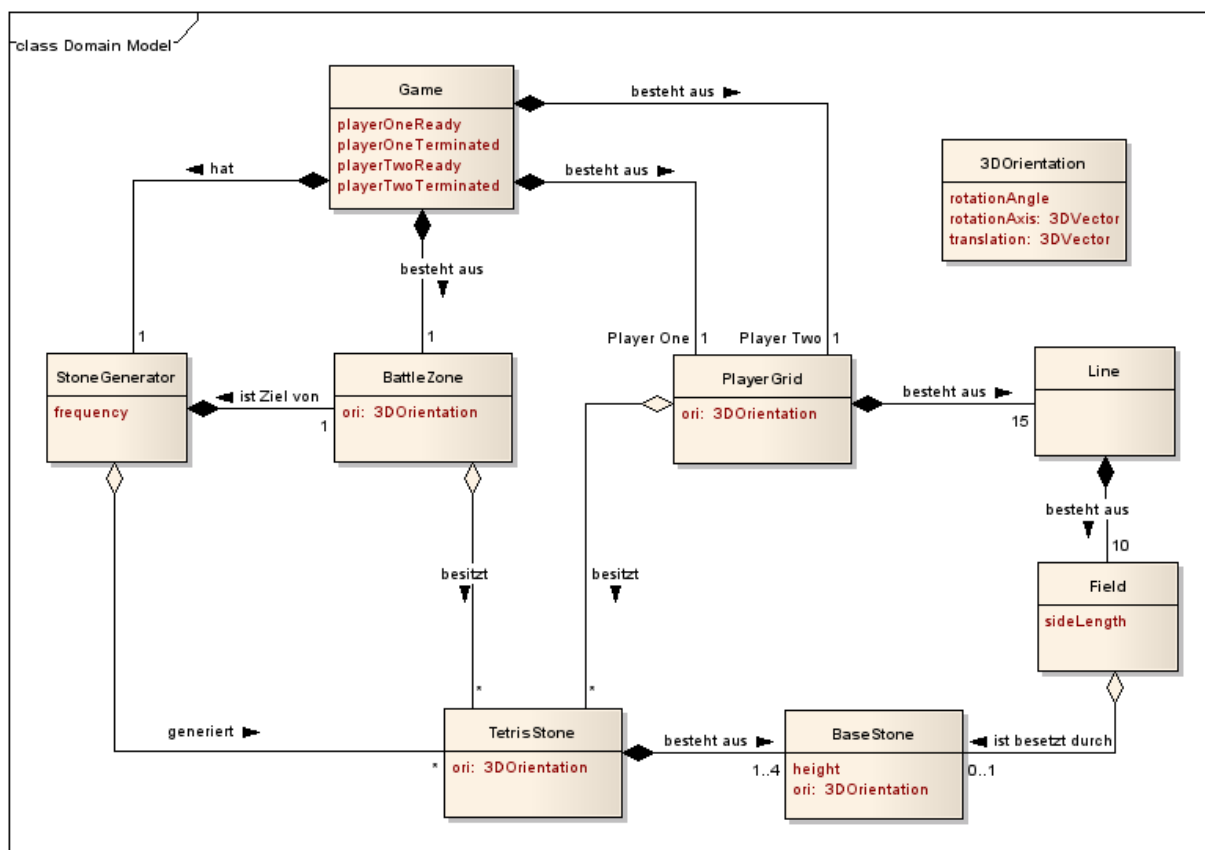 class Domain Model
Game
playerOneReady
playerOneTerminated
playerTwoReady
playerTwoTerminated
besteht aus
besteht aus
hat
besteht aus
3DOrientation
rotationAngle
rotationAxis: 3DVector
translation: 3DVector
1
1
Player One
1
Player Two
1
StoneGenerator
frequency
ist Ziel von
1
BattleZone
ori: 3DOrientation
PlayerGrid
ori: 3DOrientation
besteht aus
15
Line
besteht aus
10
Field
sideLength
besitzt
besitzt
*
*
generiert
*
TetrisStone
ori: 3DOrientation
besteht aus
1..4
BaseStone
height
ori: 3DOrientation
ist besetzt durch
0..1